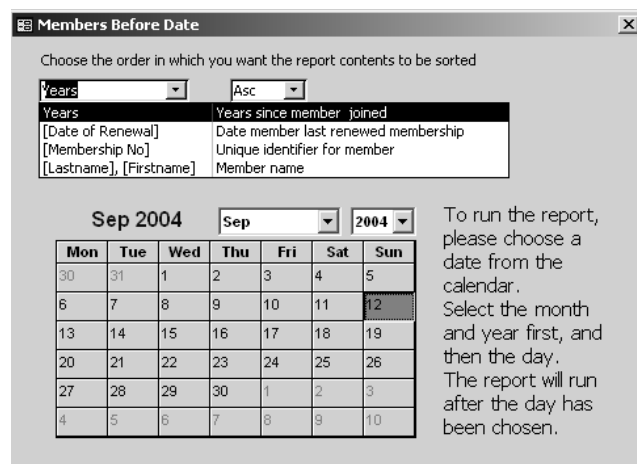 Members Before Date
Choose the order in which you want the report contents to be sorted
Years Asc
Years Years since member joined
[Date of Renewal] Date member last renewed membership
[Membership No] Unique identifier for member
[Lastname], [Firstname] Member name
Sep 2004 Sep 2004
Mon Tue Wed Thu Fri Sat Sun
30 31 1 2 3 4 5
6 7 8 9 10 11 12
13 14 15 16 17 18 19
20 21 22 23 24 25 26
27 28 29 30 1 2 3
4 5 6 7 8 9 10
To run the report,
please choose a
date from the
calendar.
Select the month
and year first, and
then the day.
The report will run
after the day has
been chosen.